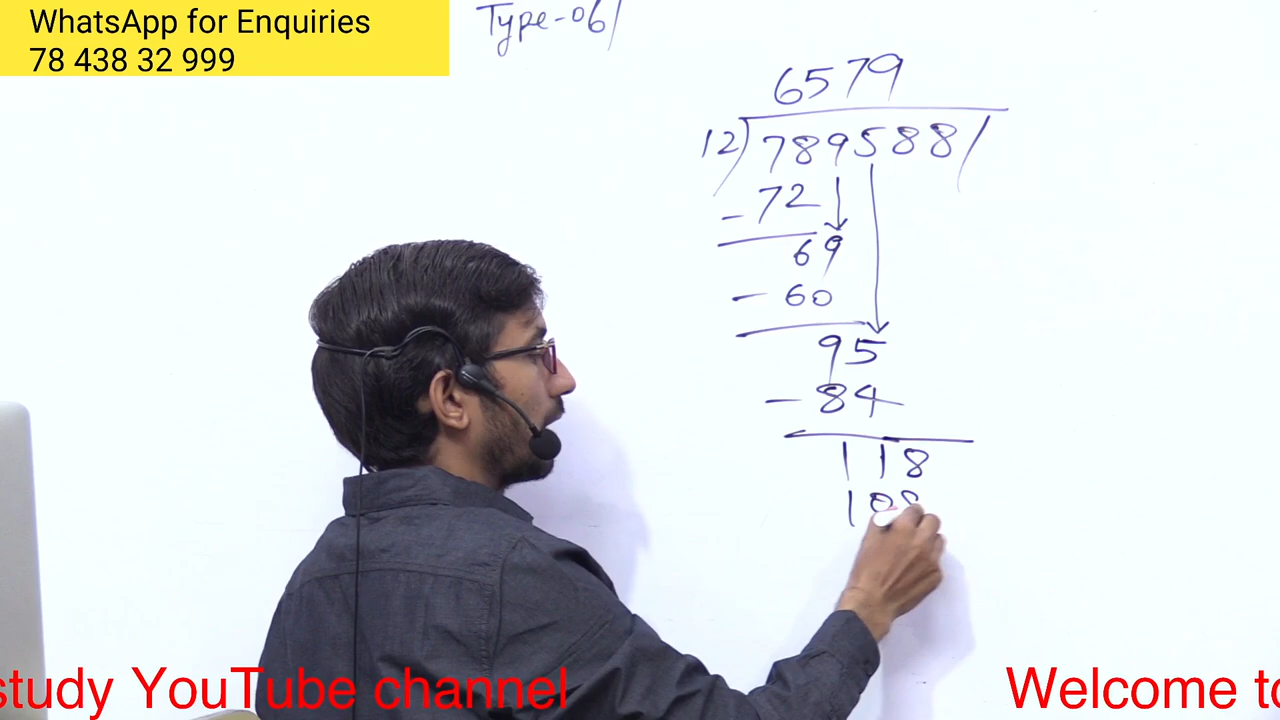 WhatsApp for Enquiries
78 438 32 999
Type-06/
6579
12)789588/
-72
69
-60
95
-84
118
108
study YouTube channel
Welcome to